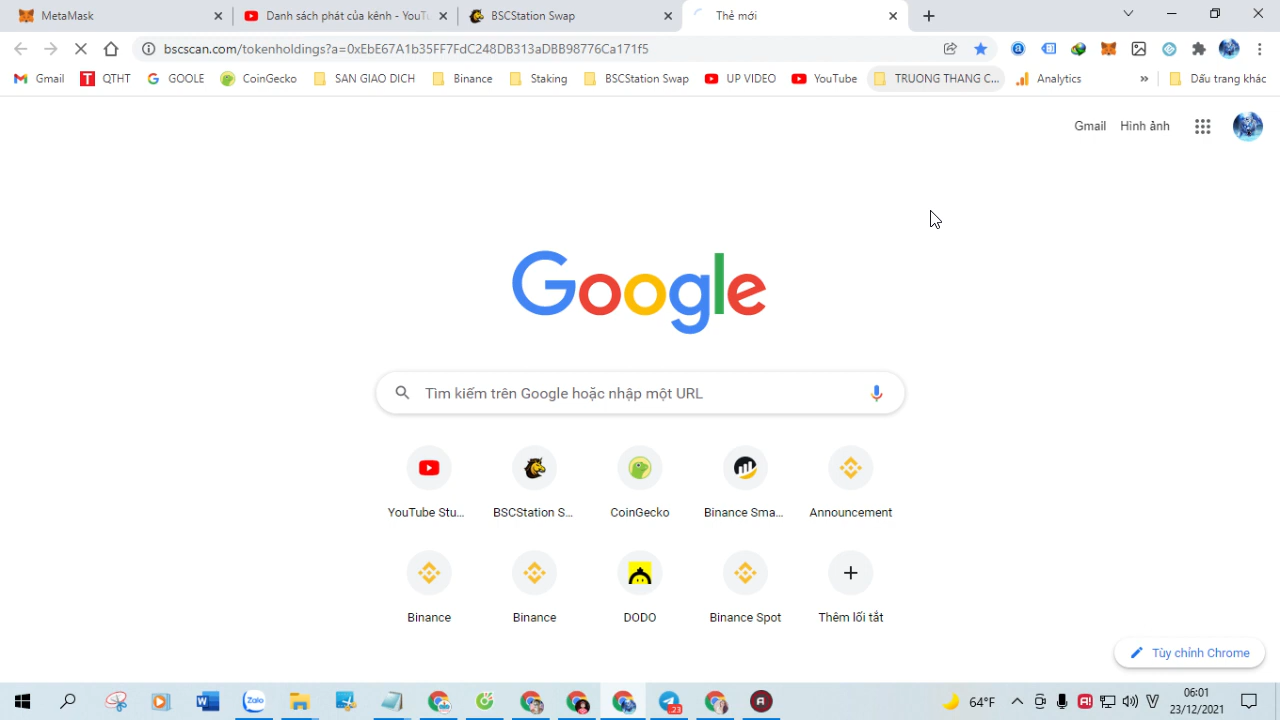 MetaMask
Danh sách phát của kênh - YouTu
BSCStation Swap
Thẻ mới
bscscan.com/tokenholdings?a=0xEbE67A1b35FF7FdC248DB313aDBB98776Ca171f5
Gmail
QTHT
GOOLE
CoinGecko
SAN GIAO DICH
Binance
Staking
BSCStation Swap
UP VIDEO
YouTube
TRUONG THANG C...
Analytics
»
Dấu trang khác
Gmail
Hình ảnh
Google
Tìm kiếm trên Google hoặc nhập một URL
YouTube Stu...
BSCStation S...
CoinGecko
Binance Sma...
Announcement
Binance
Binance
DODO
Binance Spot
Thêm lối tắt
Tùy chỉnh Chrome
Zalo
23
64°F
06:01
23/12/2021